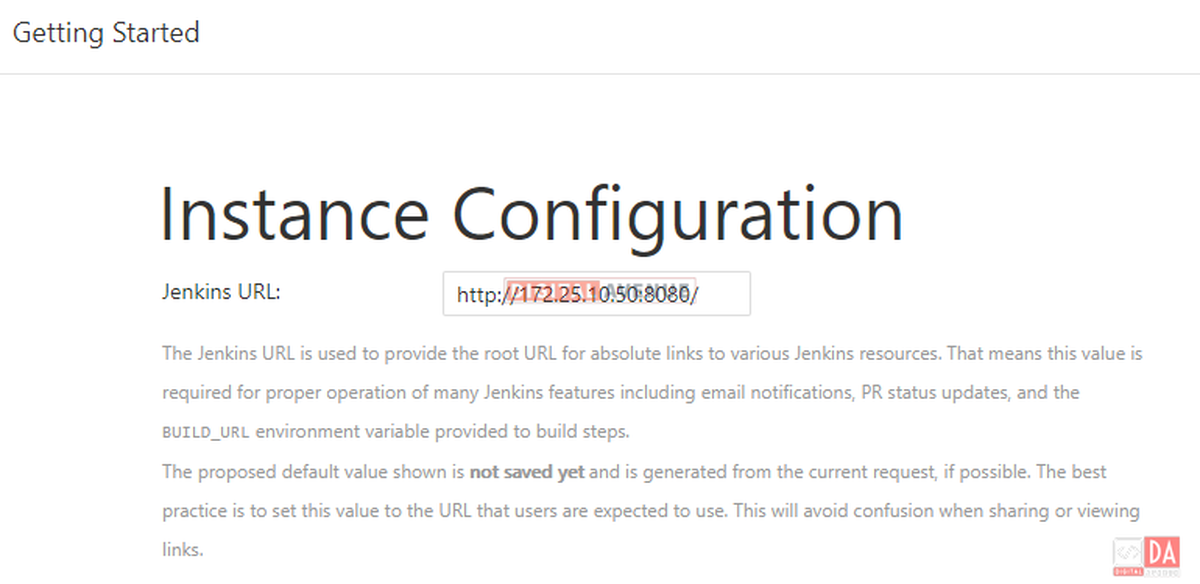 Getting Started
Instance Configuration
Jenkins URL:
http://172.25.10.50:8080/
DIGITAL AVENUE
The Jenkins URL is used to provide the root URL for absolute links to various Jenkins resources. That means this value is
required for proper operation of many Jenkins features including email notifications, PR status updates, and the
BUILD_URL environment variable provided to build steps.
The proposed default value shown is not saved yet and is generated from the current request, if possible. The best
practice is to set this value to the URL that users are expected to use. This will avoid confusion when sharing or viewing
links.
</> DA
DIGITAL AVENUE